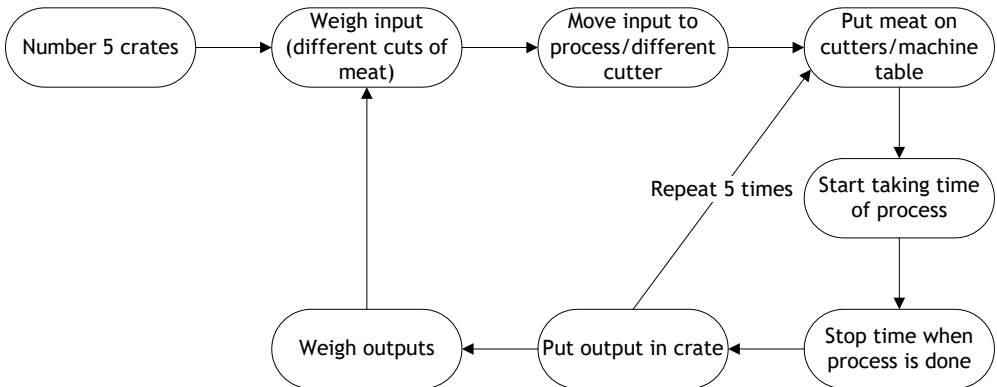 Number 5 crates
Weigh input
(different cuts of
meat)
Move input to
process/different
cutter
Put meat on
cutters/machine
table
Start taking time
of process
Repeat 5 times
Stop time when
process is done
Put output in crate
Weigh outputs